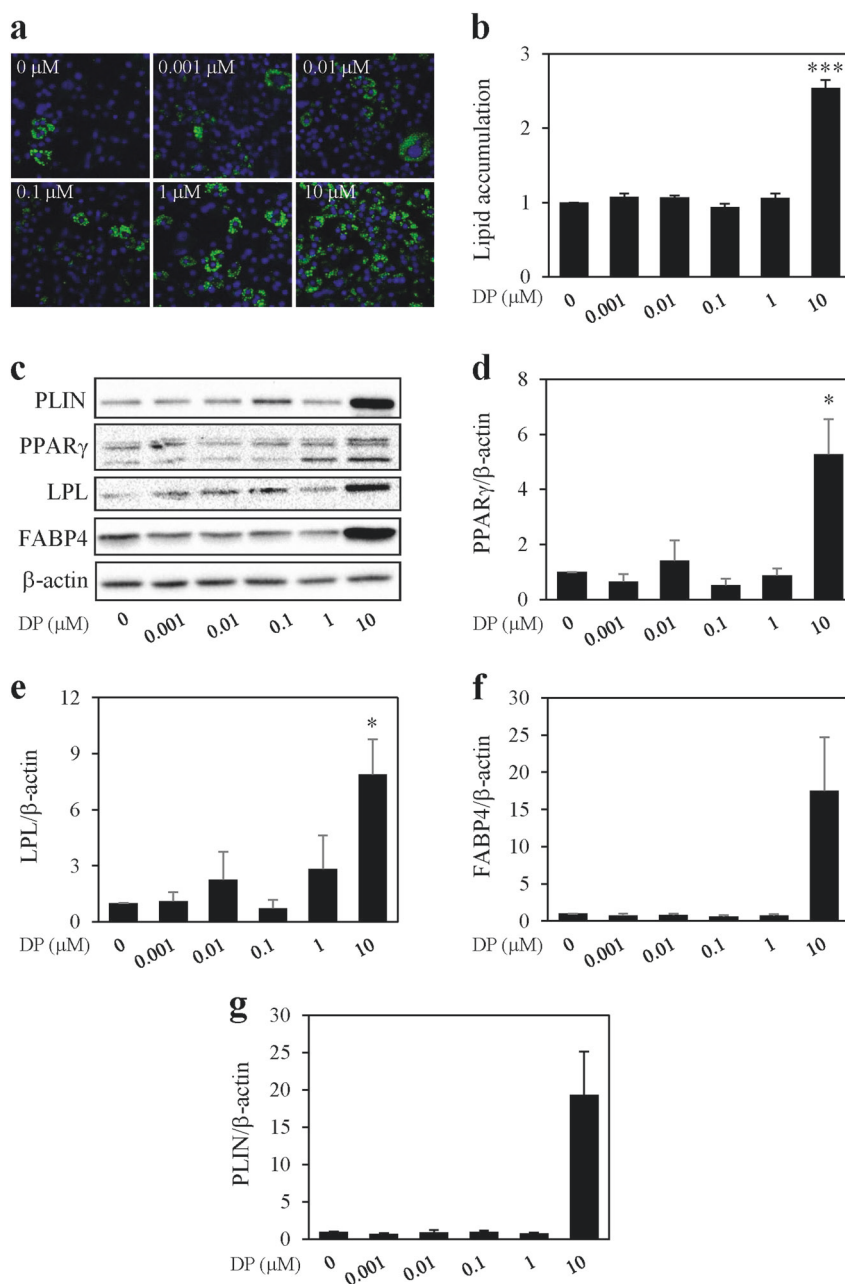 a
0 μM
0.001 μM
0.01 μM
0.1 μM
1 μM
10 μM
b
Lipid accumulation
3
2
1
0
***
DP (μM)
0
0.001
0.01
0.1
1
10
c
PLIN
PPARγ
LPL
FABP4
β-actin
DP (μM)
0
0.001
0.01
0.1
1
10
d
PPARγ/β-actin
8
6
4
2
0
*
DP (μM)
0
0.001
0.01
0.1
1
10
e
LPL/β-actin
12
9
6
3
0
*
DP (μM)
0
0.001
0.01
0.1
1
10
f
FABP4/β-actin
30
25
20
15
10
5
0
DP (μM)
0
0.001
0.01
0.1
1
10
g
PLIN/β-actin
30
25
20
15
10
5
0
DP (μM)
0
0.001
0.01
0.1
1
10